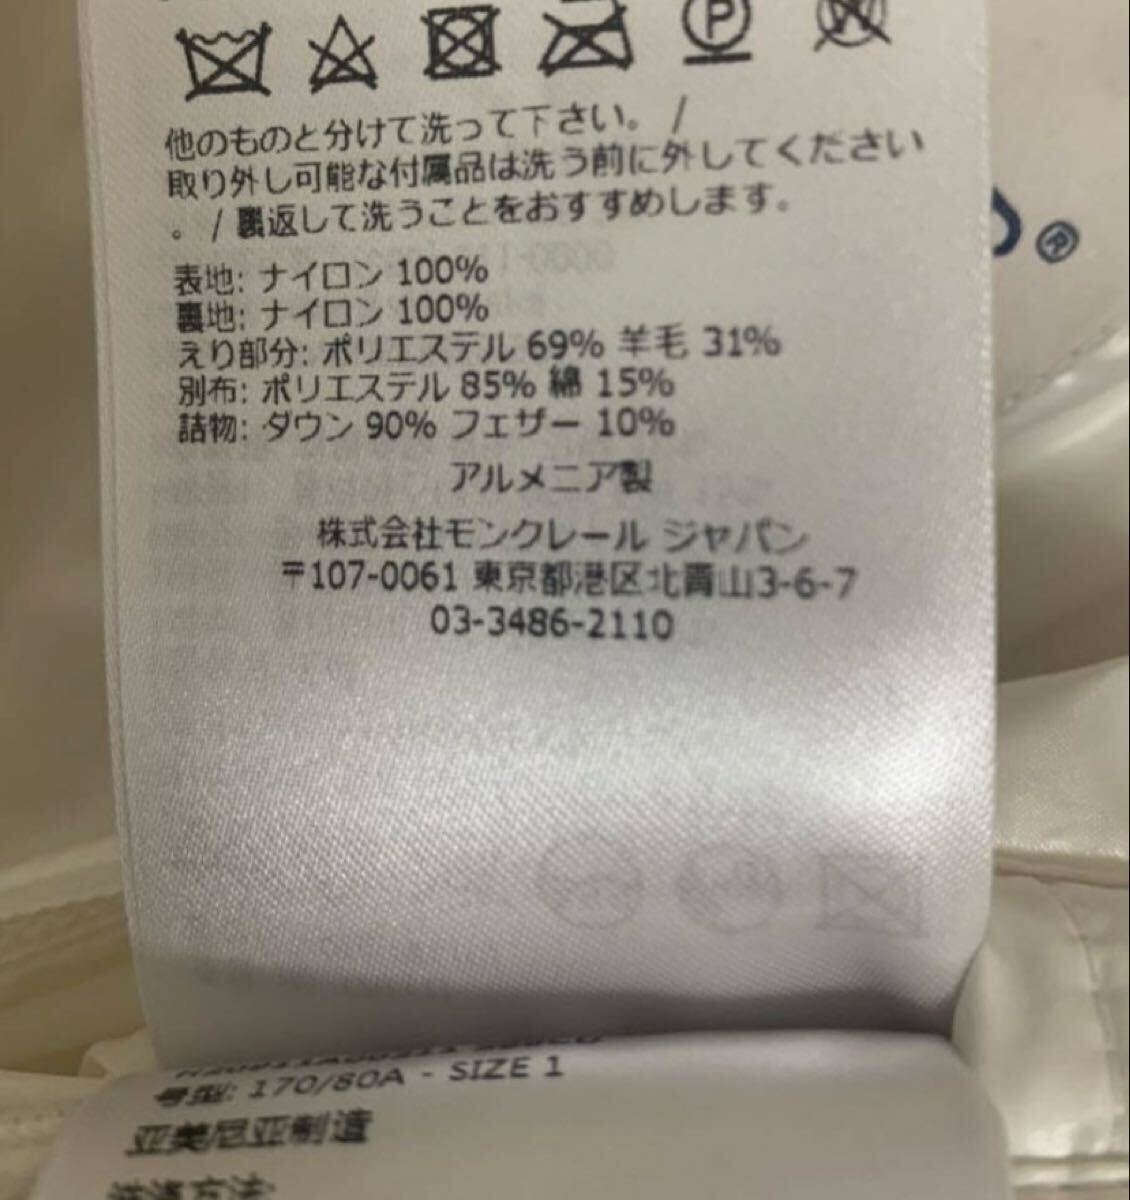 P
W
他のものと分けて洗って下さい。 /
取り外し可能な付属品は洗う前に外してください
。 / 裏返して洗うことをおすすめします。
®
表地: ナイロン 100%
裏地: ナイロン 100%
えり部分: ポリエステル 69% 羊毛 31%
別布: ポリエステル 85% 綿 15%
詰物: ダウン 90% フェザー 10%
アルメニア製
株式会社モンクレール ジャパン
〒107-0061 東京都港区北青山3-6-7
03-3486-2110
号型: 170/80A - SIZE 1
亚美尼亚制造